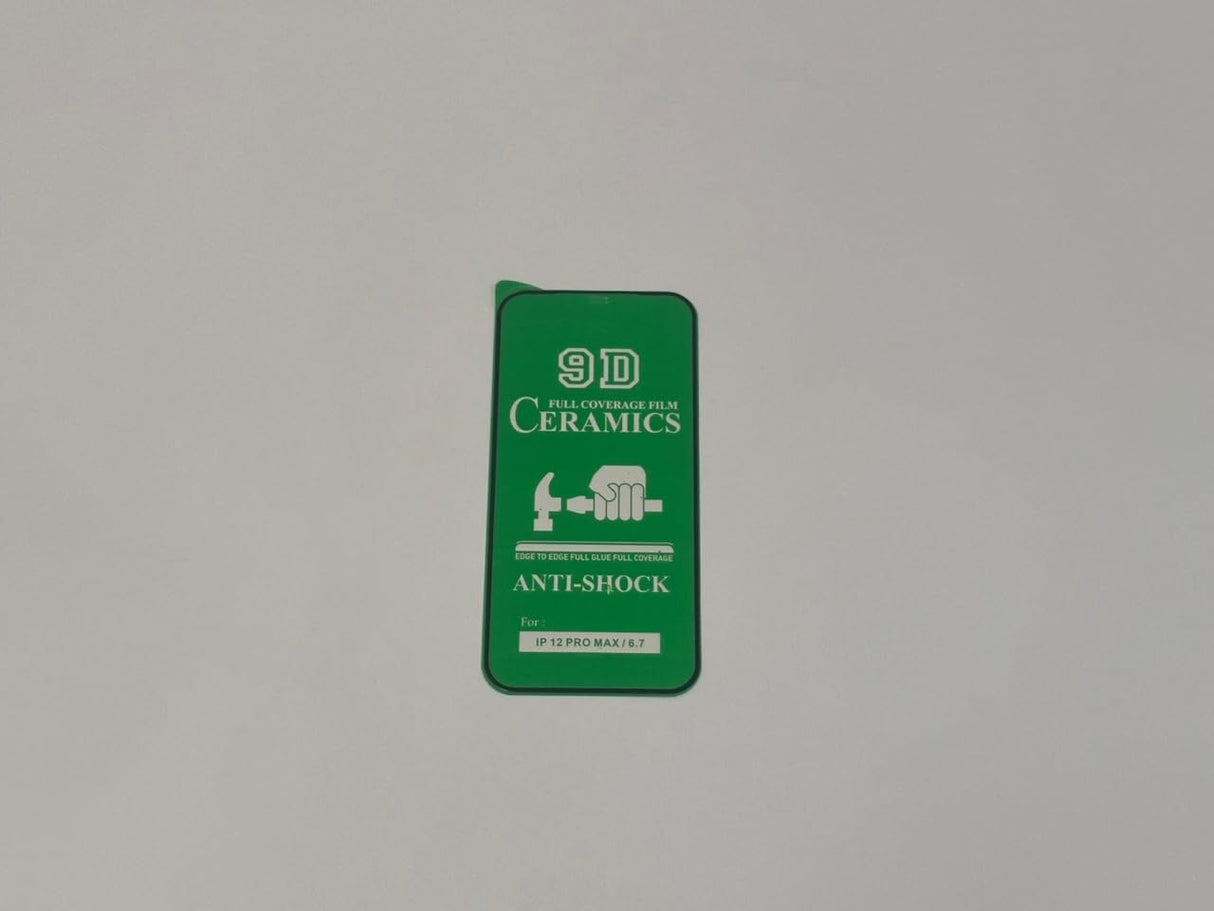 9D
FULL COVERAGE FILM
CERAMICS
EDGE TO EDGE FULL GLUE FULL COVERAGE
ANTI-SHOCK
For :
IP 12 PRO MAX / 6.7